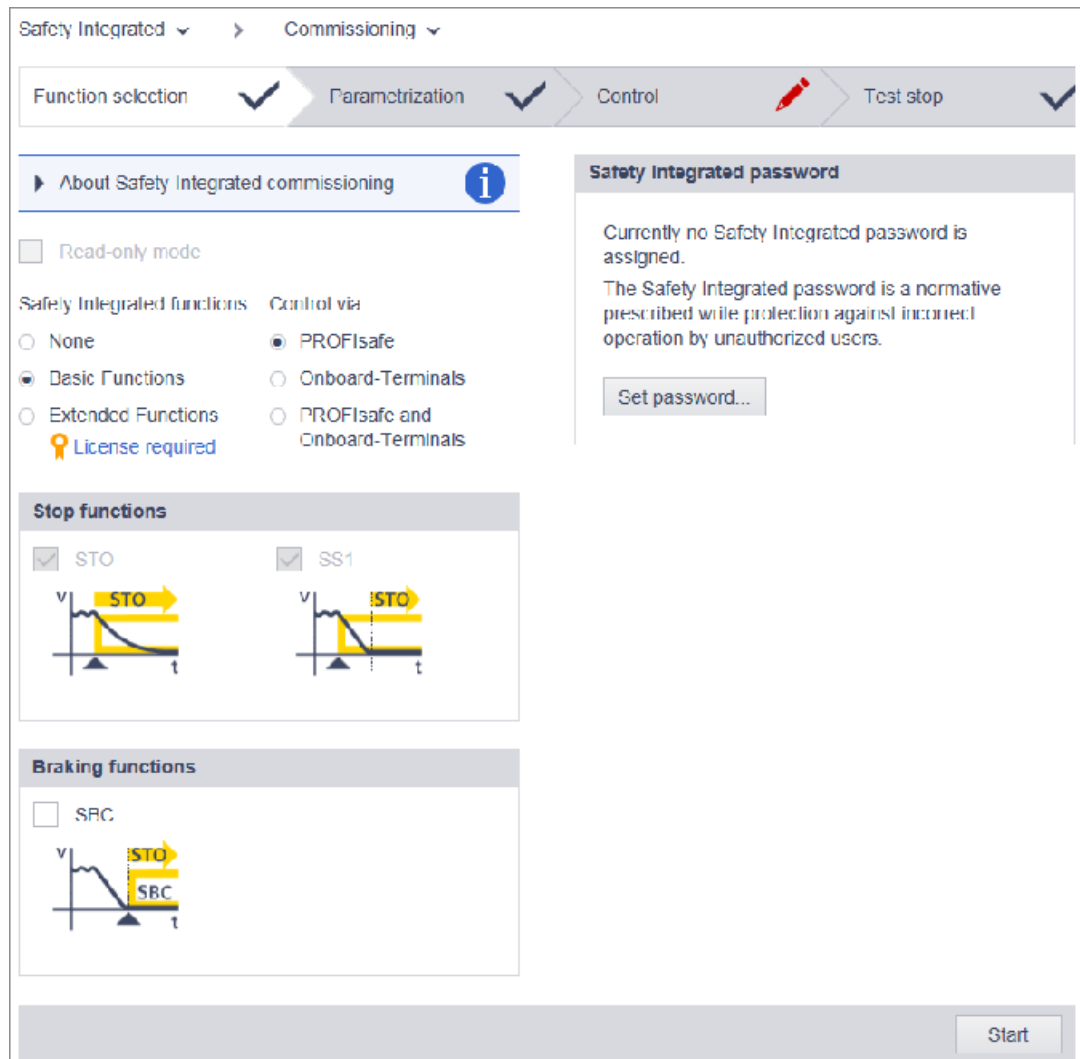 Safety Integrated > Commissioning
Function selection
Parametrization
Control
Test stop
About Safety Integrated commissioning
i
Read-only mode
Safety Integrated functions
None
Basic Functions
Extended Functions
License required
Control via
PROFIsafe
Onboard-Terminals
PROFIsafe and
Onboard-Terminals
Safety Integrated password
Currently no Safety Integrated password is
assigned.
The Safety Integrated password is a normative
prescribed write protection against incorrect
operation by unauthorized users.
Set password...
Stop functions
STO
v
STO
t
SS1
v
STO
t
Braking functions
SBC
v
STO
SBC
t
Start